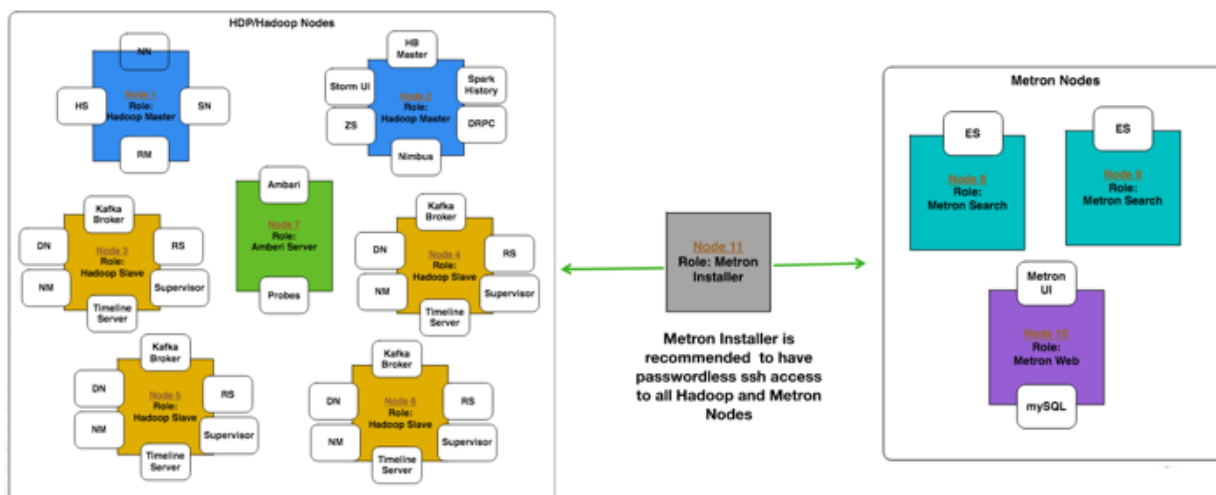 HDP/Hadoop Nodes
NN
HS
Node 1
Role:
Hadoop Master
SN
RM
HB
Master
Storm UI
Spark
History
Node 2
Role:
Hadoop Master
ZS
DRPC
Nimbus
Ambari
Node 7
Role:
Amberi Server
Probes
Kafka
Broker
DN
RS
Node 3
Role:
Hadoop Slave
NM
Supervisor
Timeline
Server
Kafka
Broker
DN
RS
Node 4
Role:
Hadoop Slave
NM
Supervisor
Timeline
Server
Kafka
Broker
DN
RS
Node 5
Role:
Hadoop Slave
NM
Supervisor
Timeline
Server
Kafka
Broker
DN
RS
Node 6
Role:
Hadoop Slave
NM
Supervisor
Timeline
Server
Node 11
Role: Metron
Installer
Metron Installer is
recommended to have
passwordless ssh access
to all Hadoop and Metron
Nodes
Metron Nodes
ES
Node 8
Role:
Metron Search
ES
Node 9
Role:
Metron Search
Metron
UI
Node 10
Role:
Metron Web
mySQL